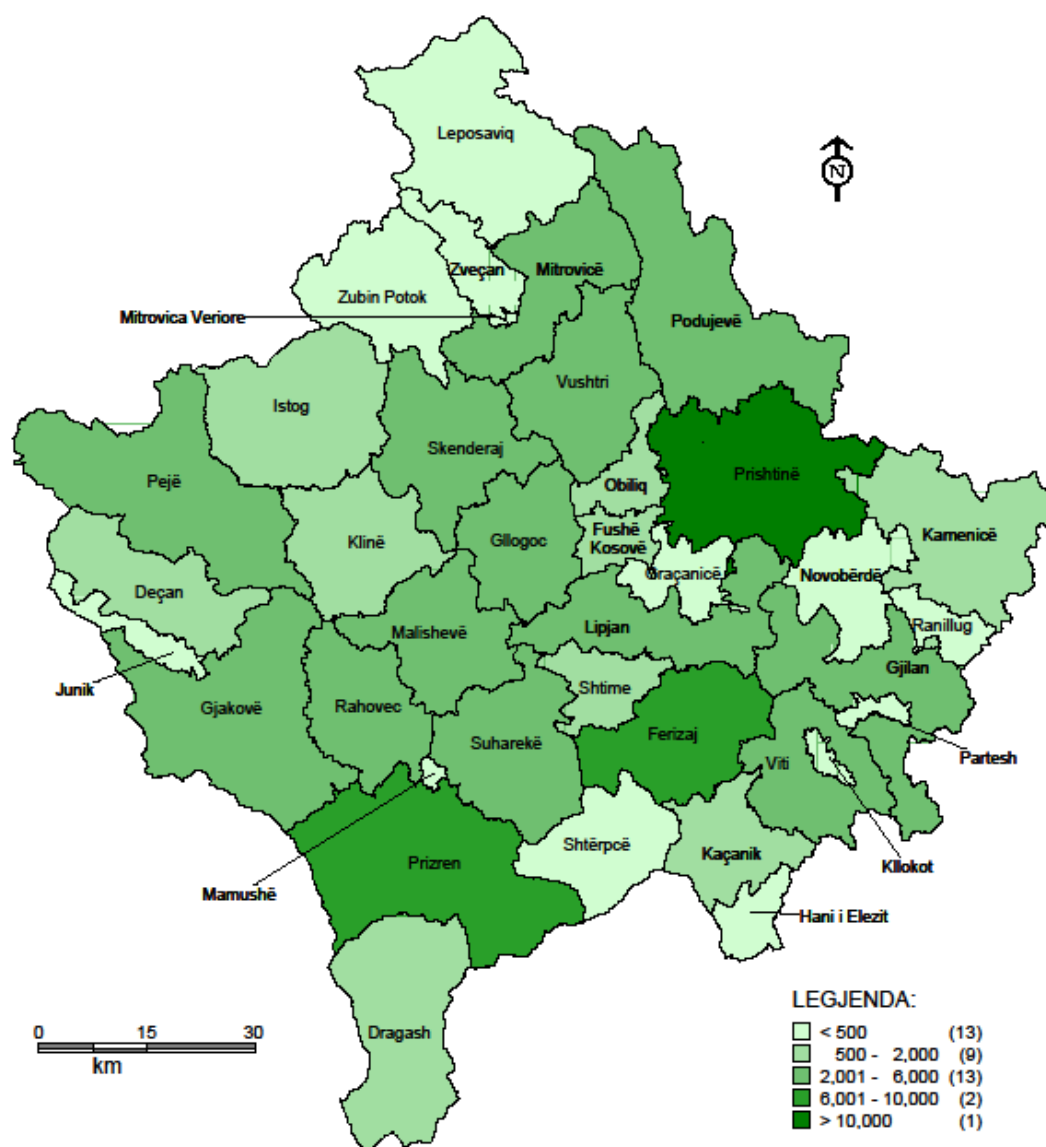 Leposaviq
N
Zveçan
Mitrovicë
Zubin Potok
Mitrovica Veriore
Podujevë
Vushtri
Istog
Skenderaj
Pejë
Prishtinë
Obiliq
Fushë
Kosovë
Klinë
Gllogoc
Kamenicë
Graçanicë
Novobërdë
Deçan
Malishevë
Lipjan
Ranillug
Gjilan
Junik
Shtime
Gjakovë
Rahovec
Suharekë
Ferizaj
Viti
Partesh
Shtërpcë
Kaçanik
Prizren
Kllokot
Mamushë
Hani i Elezit
Dragash
0 15 30
km
LEGJENDA:
< 500 (13)
500 - 2,000 (9)
2,001 - 6,000 (13)
6,001 - 10,000 (2)
> 10,000 (1)